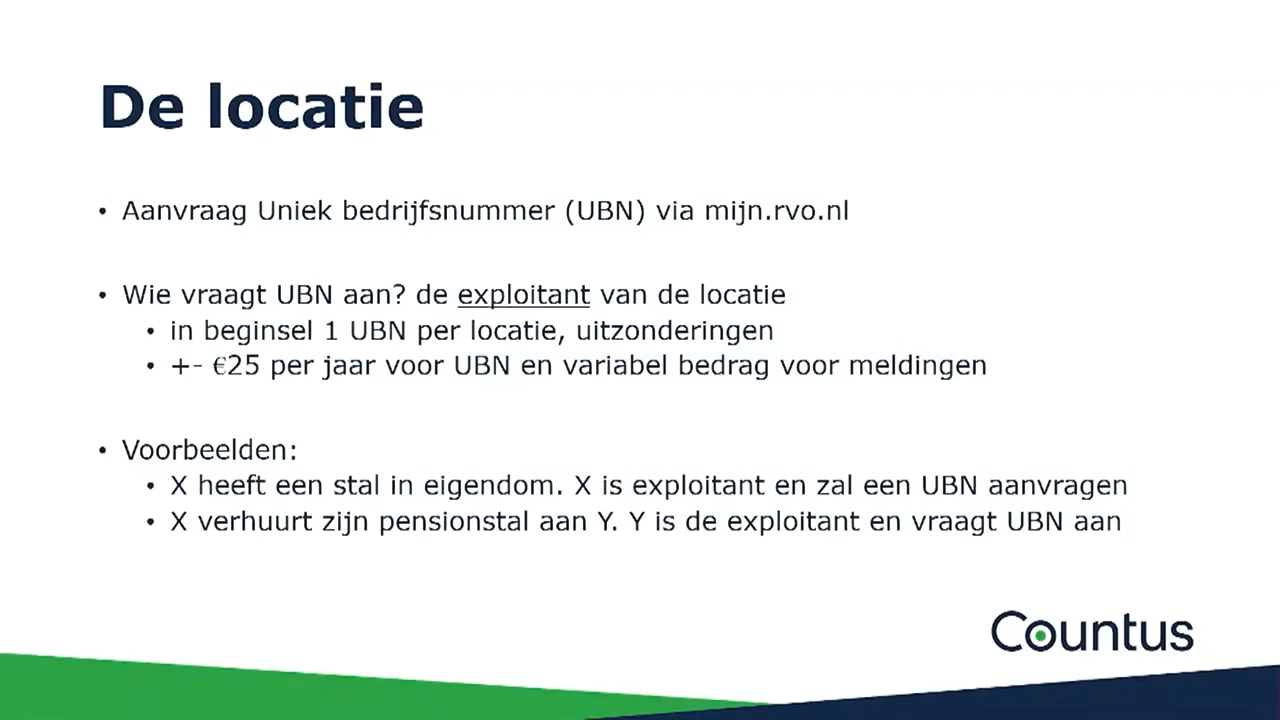 De locatie
• Aanvraag Uniek bedrijfsnummer (UBN) via mijn.rvo.nl
• Wie vraagt UBN aan? de exploitant van de locatie
• in beginsel 1 UBN per locatie, uitzonderingen
• +- €25 per jaar voor UBN en variabel bedrag voor meldingen
• Voorbeelden:
• X heeft een stal in eigendom. X is exploitant en zal een UBN aanvragen
• X verhuurt zijn pensionstal aan Y. Y is de exploitant en vraagt UBN aan
Countus